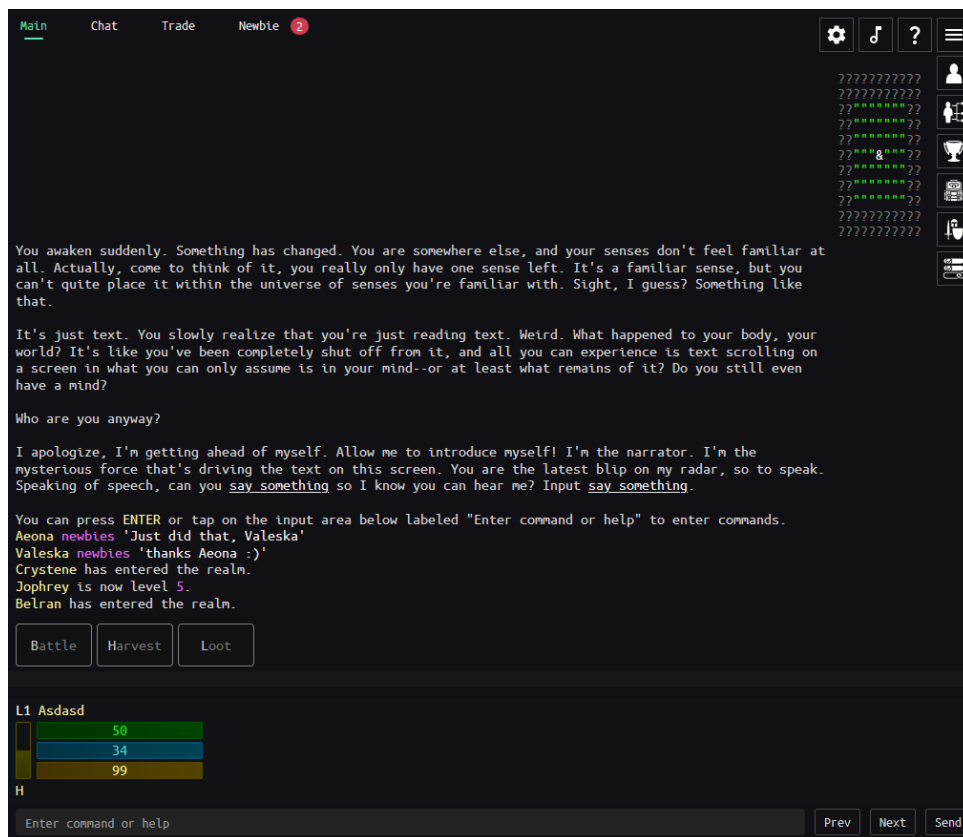 Main Chat Trade Newbie 2
?
???????????
???????????
??"""""""??
??"""""""??
??"""""""??
??"""&"""??
??"""""""??
??"""""""??
??"""""""??
???????????
???????????
You awaken suddenly. Something has changed. You are somewhere else, and your senses don't feel familiar at
all. Actually, come to think of it, you really only have one sense left. It's a familiar sense, but you
can't quite place it within the universe of senses you're familiar with. Sight, I guess? Something like
that.
It's just text. You slowly realize that you're just reading text. Weird. What happened to your body, your
world? It's like you've been completely shut off from it, and all you can experience is text scrolling on
a screen in what you can only assume is in your mind--or at least what remains of it? Do you still even
have a mind?
Who are you anyway?
I apologize, I'm getting ahead of myself. Allow me to introduce myself! I'm the narrator. I'm the
mysterious force that's driving the text on this screen. You are the latest blip on my radar, so to speak.
Speaking of speech, can you say something so I know you can hear me? Input say something.
You can press ENTER or tap on the input area below labeled "Enter command or help" to enter commands.
Aeona newbies 'Just did that, Valeska'
Valeska newbies 'thanks Aeona :)'
Crystene has entered the realm.
Jophrey is now level 5.
Belran has entered the realm.
Battle Harvest Loot
L1 Asdasd
50
34
99
H
Enter command or help Prev Next Send